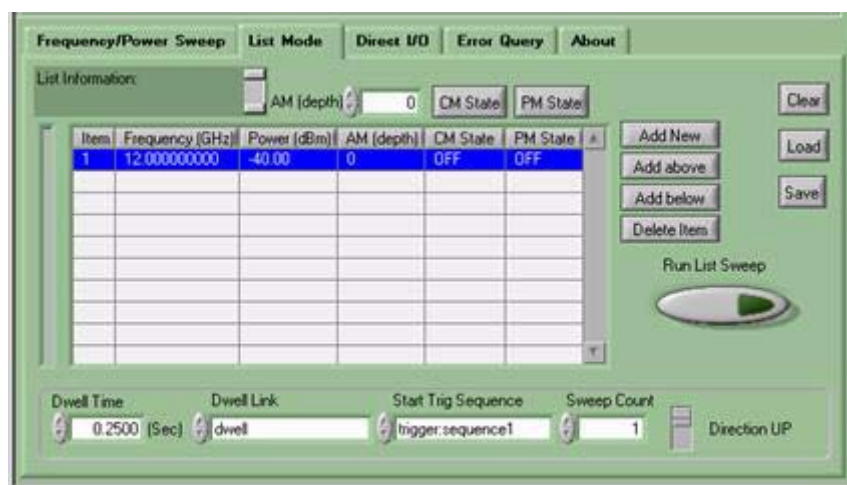 Frequency/Power Sweep List Mode Direct I/O Error Query About
List Information:
AM (depth) 0 CM State PM State Clear
Item Frequency (GHz) Power (dBm) AM (depth) CM State PM State Add New
1 12.000000000 -40.00 0 OFF OFF Load
Add above
Add below Save
Delete Item
Run List Sweep
Dwell Time Dwell Link Start Trig Sequence Sweep Count
0.2500 (Sec) dwell trigger:sequence1 1 Direction UP